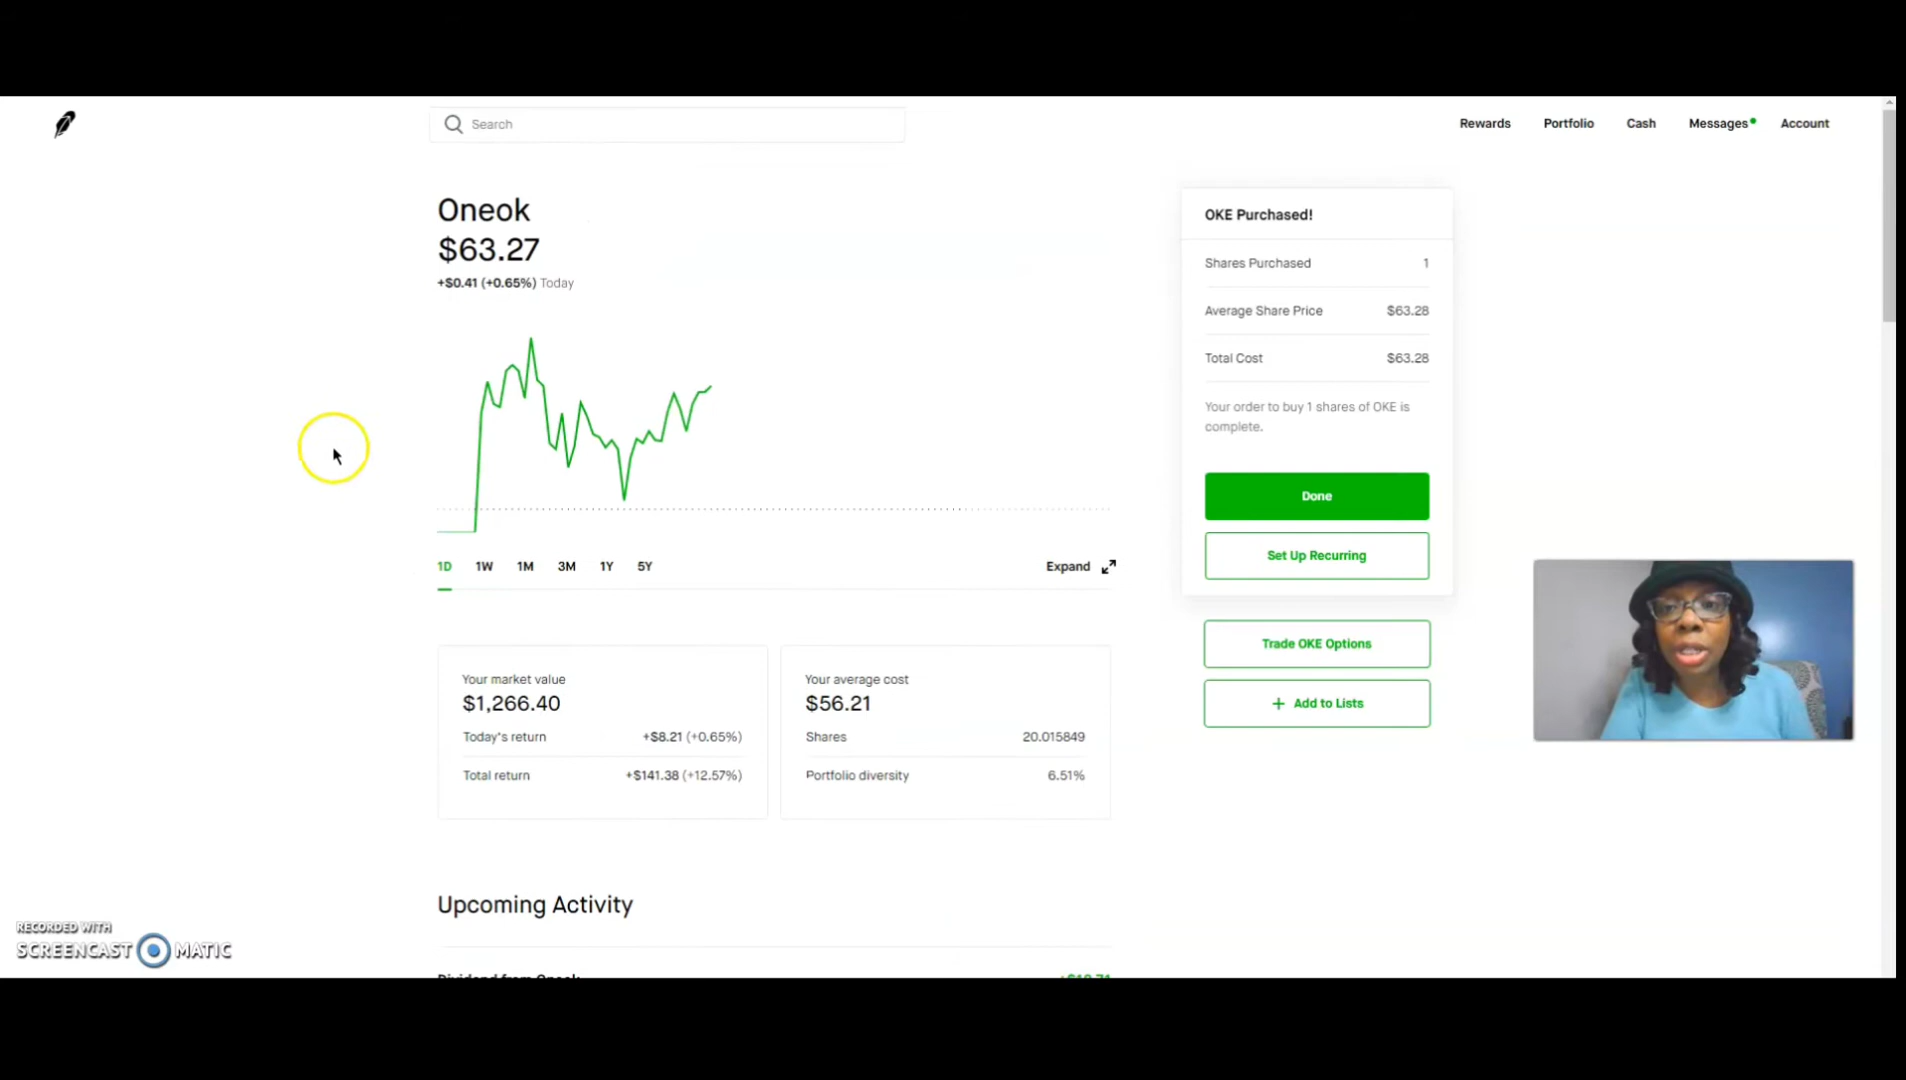 Search
Rewards Portfolio Cash Messages Account
Oneok
$63.27
+$0.41 (+0.65%) Today
1D 1W 1M 3M 1Y 5Y Expand
Your market value
$1,266.40
Today's return +$8.21 (+0.65%)
Total return +$141.38 (+12.57%)
Your average cost
$56.21
Shares 20.015849
Portfolio diversity 6.51%
Upcoming Activity
Dividend from Oneok
OKE Purchased!
Shares Purchased 1
Average Share Price $63.28
Total Cost $63.28
Your order to buy 1 shares of OKE is
complete.
Done
Set Up Recurring
Trade OKE Options
+ Add to Lists
RECORDED WITH
SCREENCAST MATIC